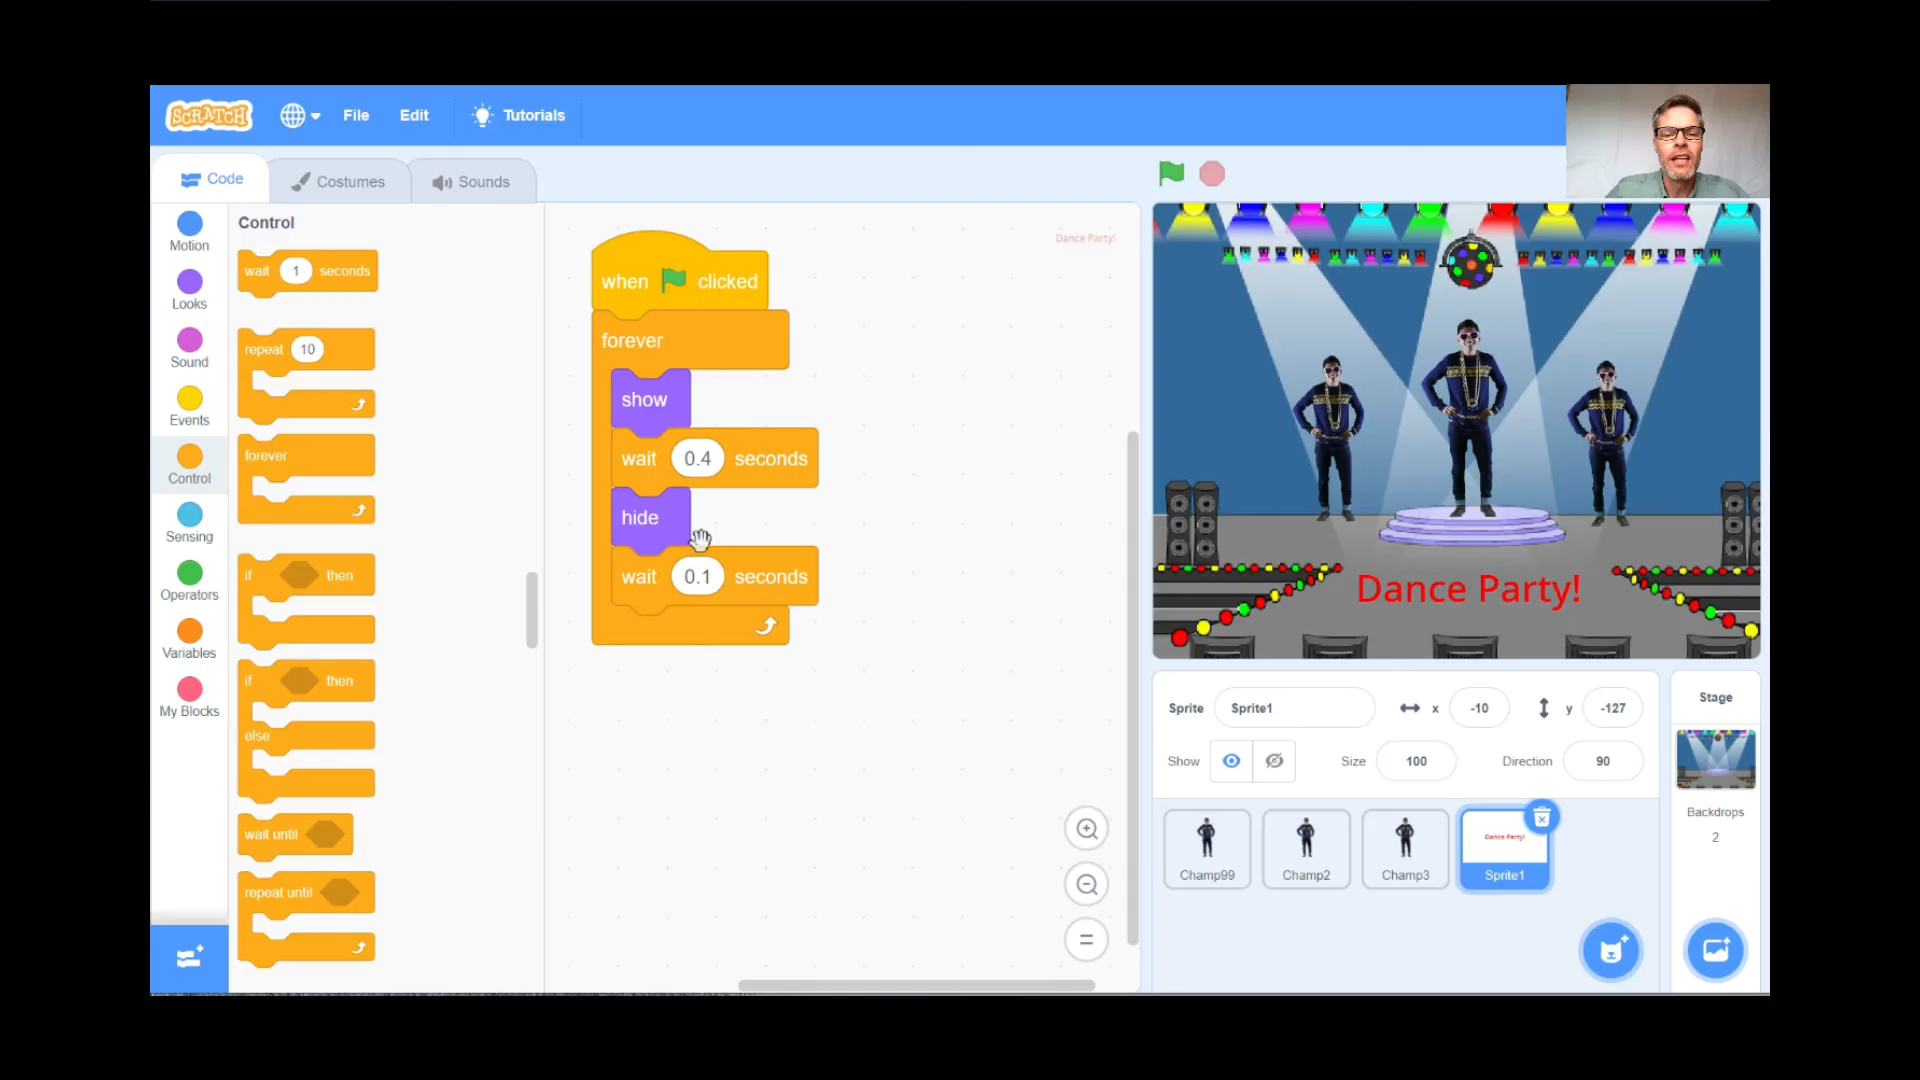 SCRATCH
File
Edit
Tutorials
Code
Costumes
Sounds
Motion
Looks
Sound
Events
Control
Sensing
Operators
Variables
My Blocks
Control
wait 1 seconds
repeat 10
forever
if then
if then
else
wait until
repeat until
when clicked
forever
show
wait 0.4 seconds
hide
wait 0.1 seconds
Dance Party!
Dance Party!
Sprite Sprite1 x -10 y -127
Show Size 100 Direction 90
Champ99
Champ2
Champ3
Dance Party!
Sprite1
Stage
Backdrops
2